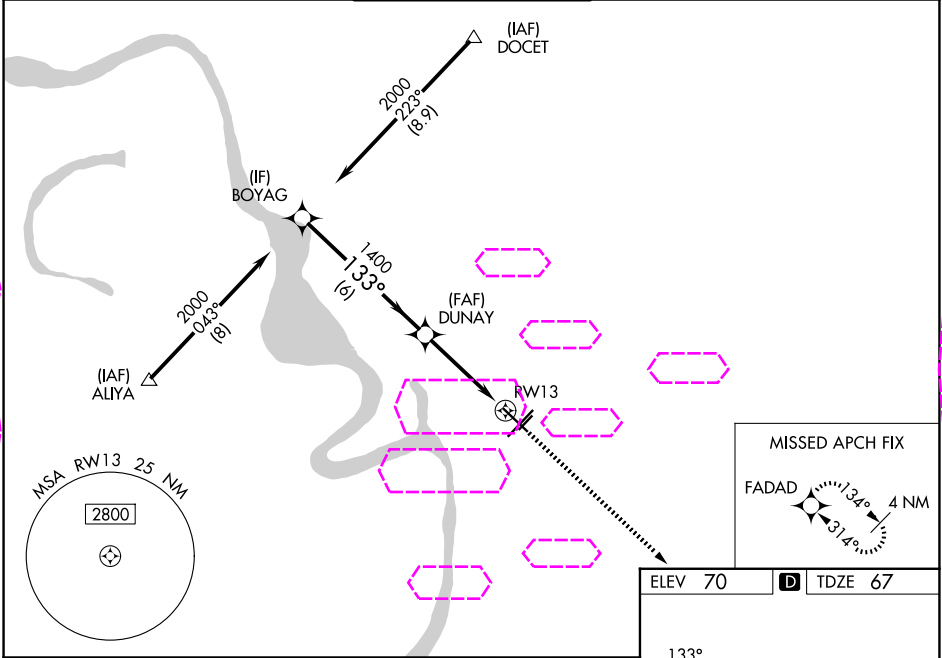 (IAF)
DOCET
2000
223°
(8.9)
(IF)
BOYAG
1400
133°
(6)
(FAF)
DUNAY
2000
043°
(8)
(IAF)
ALIYA
RW13
MSA RW13 25 NM
2800
MISSED APCH FIX
FADAD
134°
4 NM
314°
ELEV 70
D
TDZE 67
133°